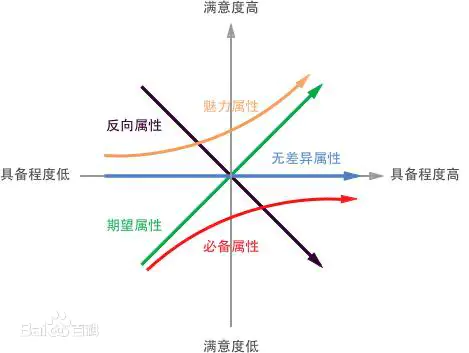 满意度高
魅力属性
反向属性
无差异属性
具备程度低
具备程度高
期望属性
必备属性
Baidu百科
满意度低